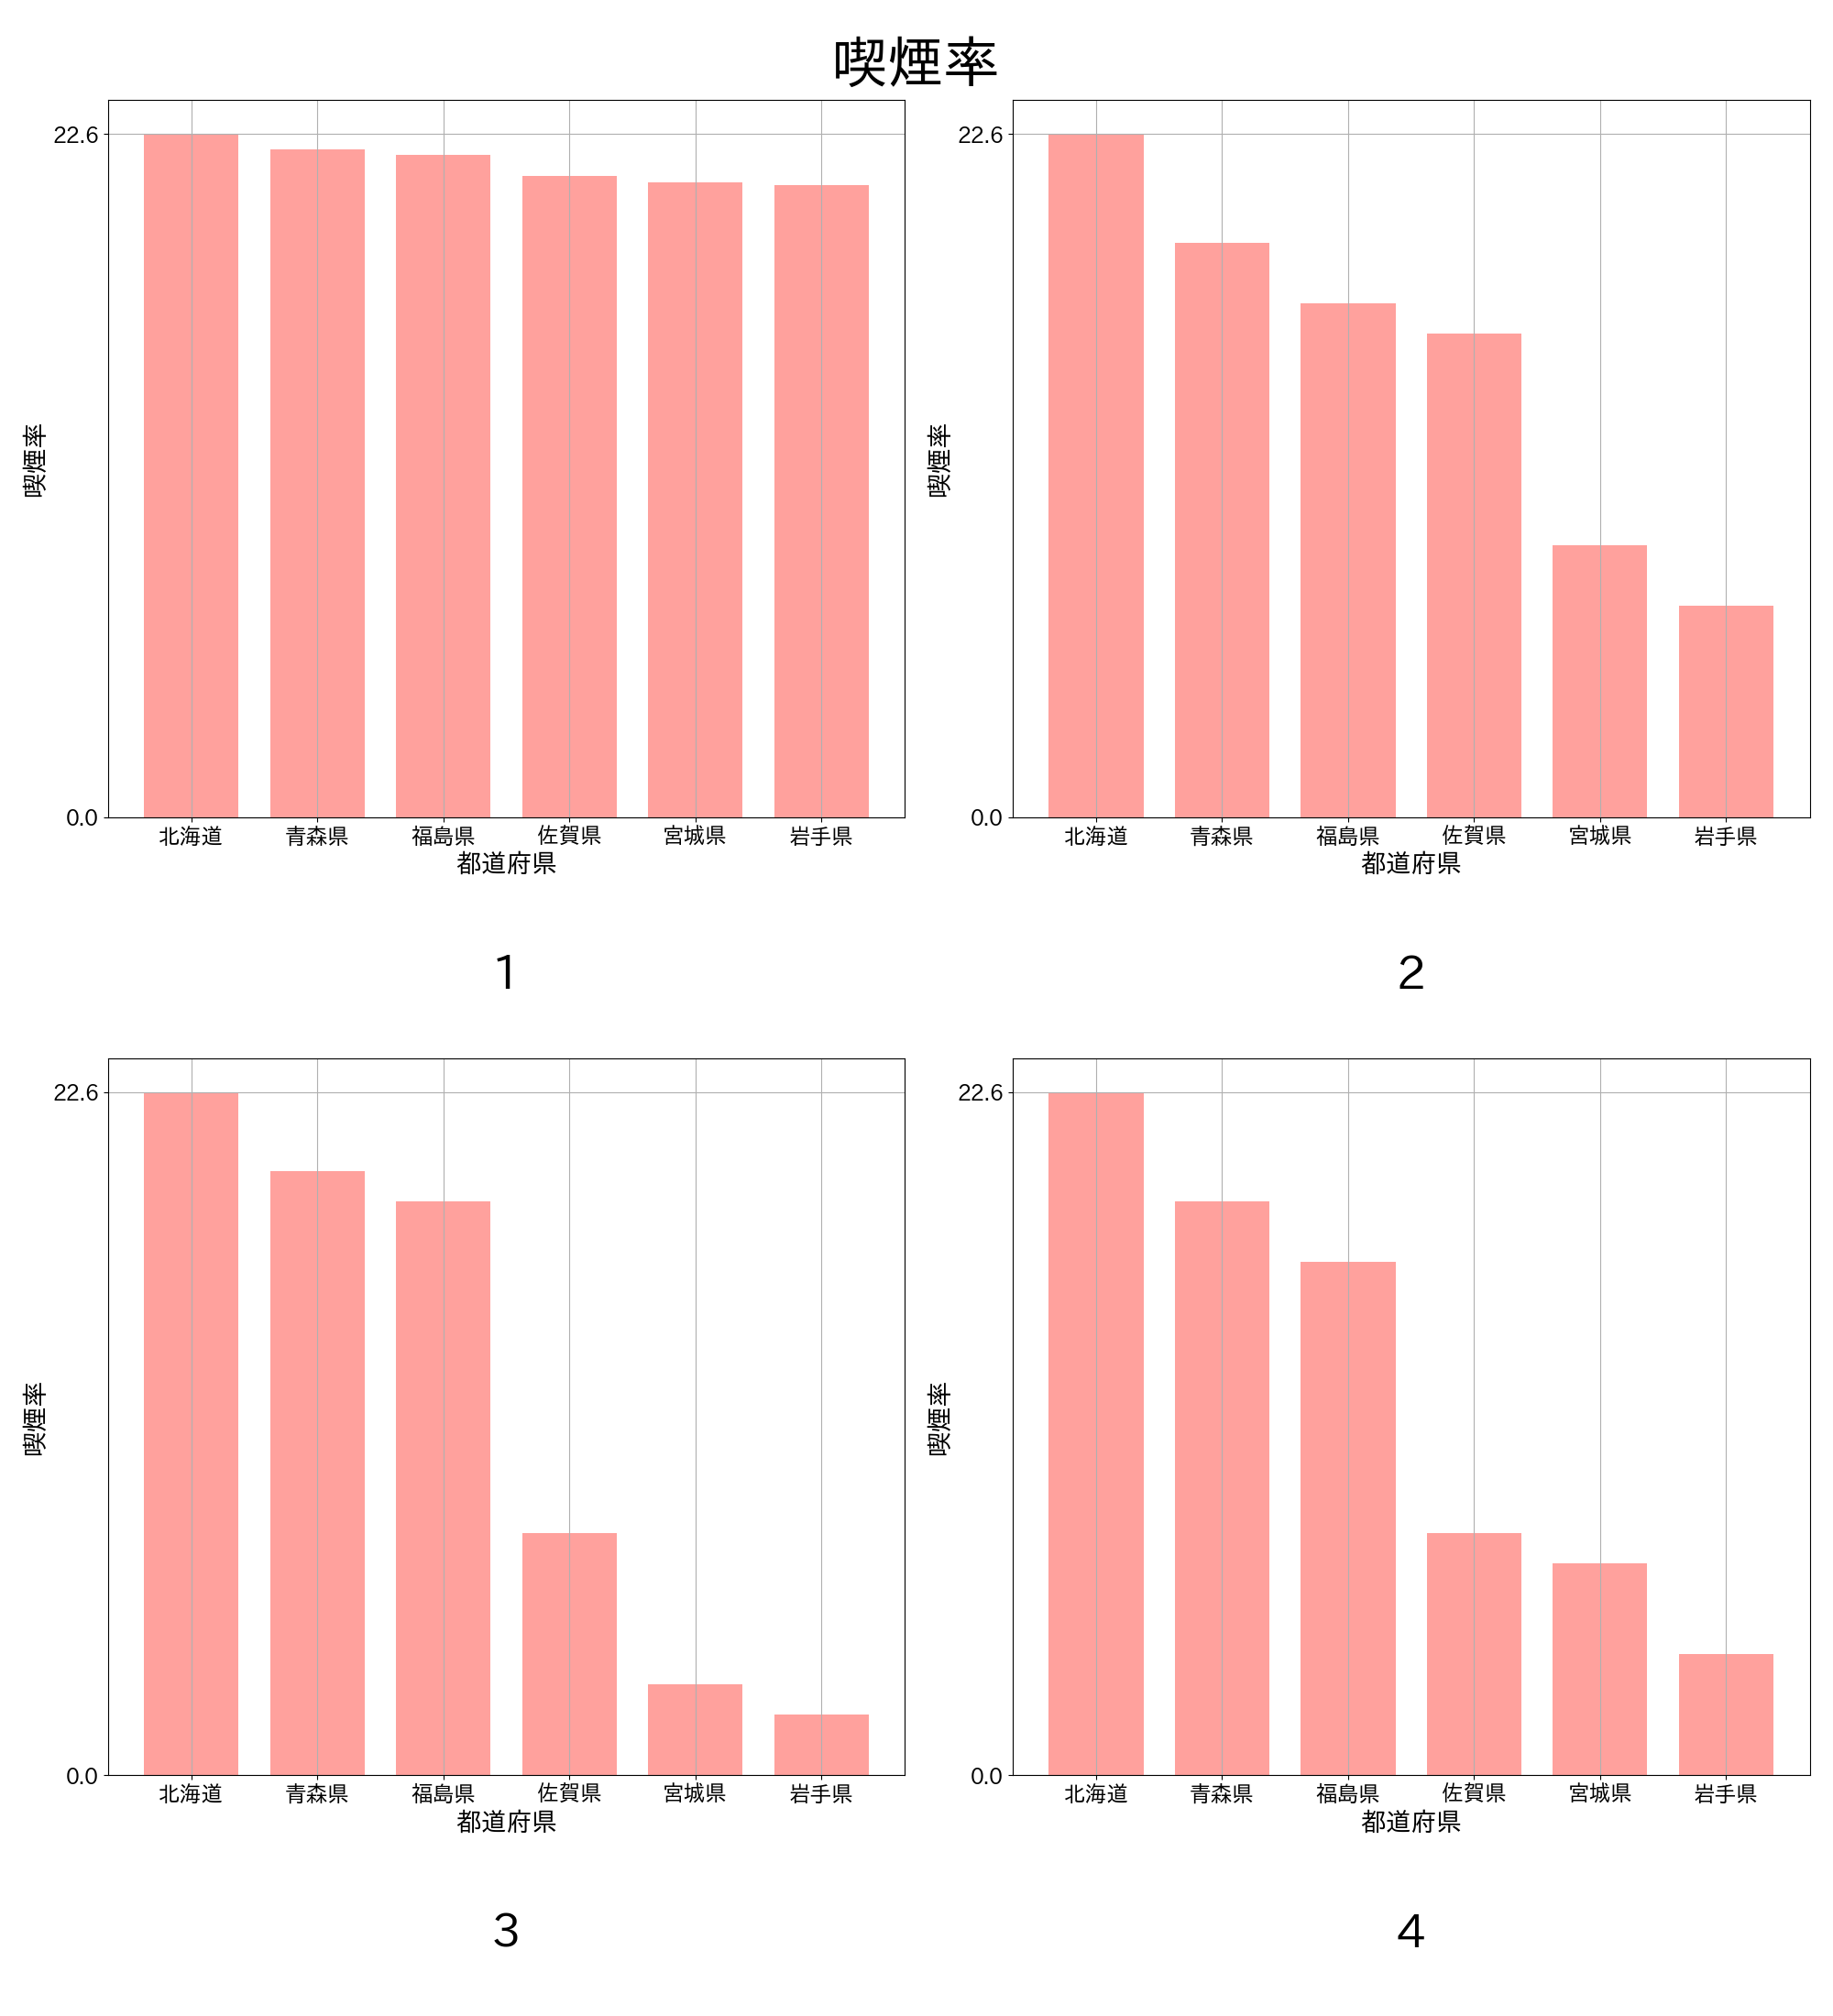 喫煙率
22.6
喫煙率
0.0
北海道 青森県 福島県 佐賀県 宮城県 岩手県
都道府県
1
22.6
喫煙率
0.0
北海道 青森県 福島県 佐賀県 宮城県 岩手県
都道府県
2
22.6
喫煙率
0.0
北海道 青森県 福島県 佐賀県 宮城県 岩手県
都道府県
3
22.6
喫煙率
0.0
北海道 青森県 福島県 佐賀県 宮城県 岩手県
都道府県
4